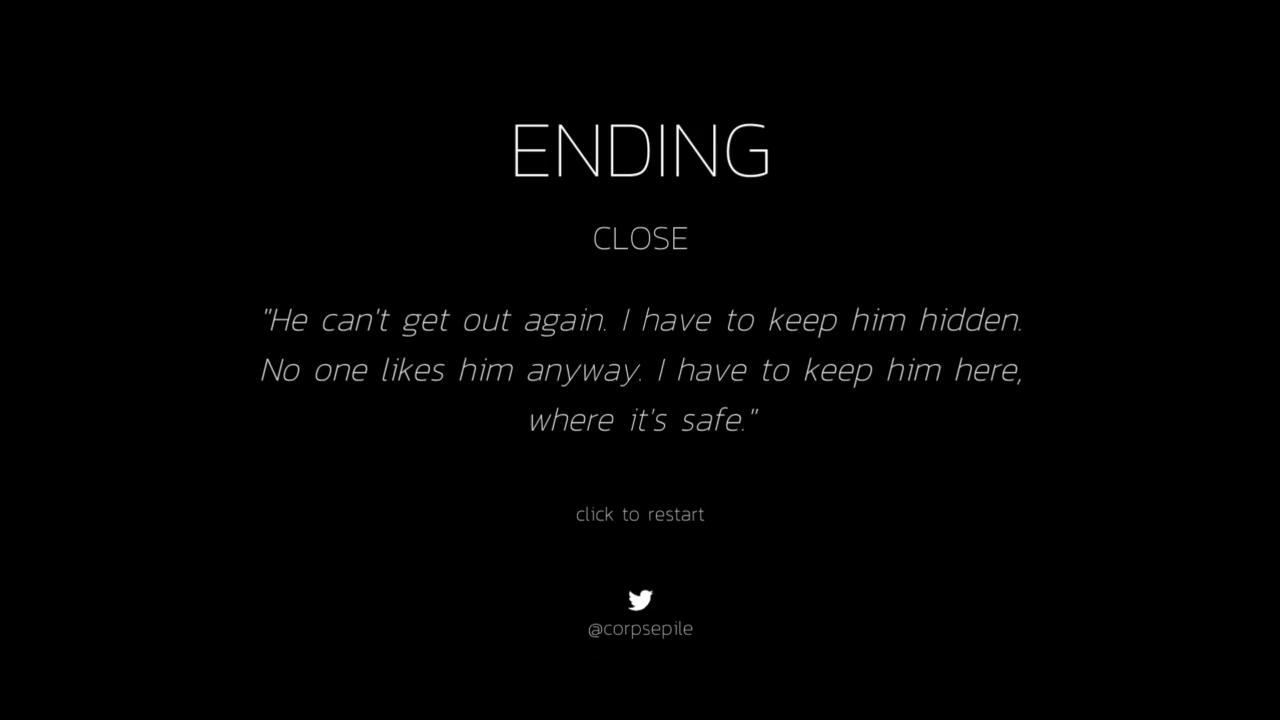 ENDING
CLOSE
"He can't get out again. I have to keep him hidden.
No one likes him anyway. I have to keep him here,
where it's safe."
click to restart
@corpsepile